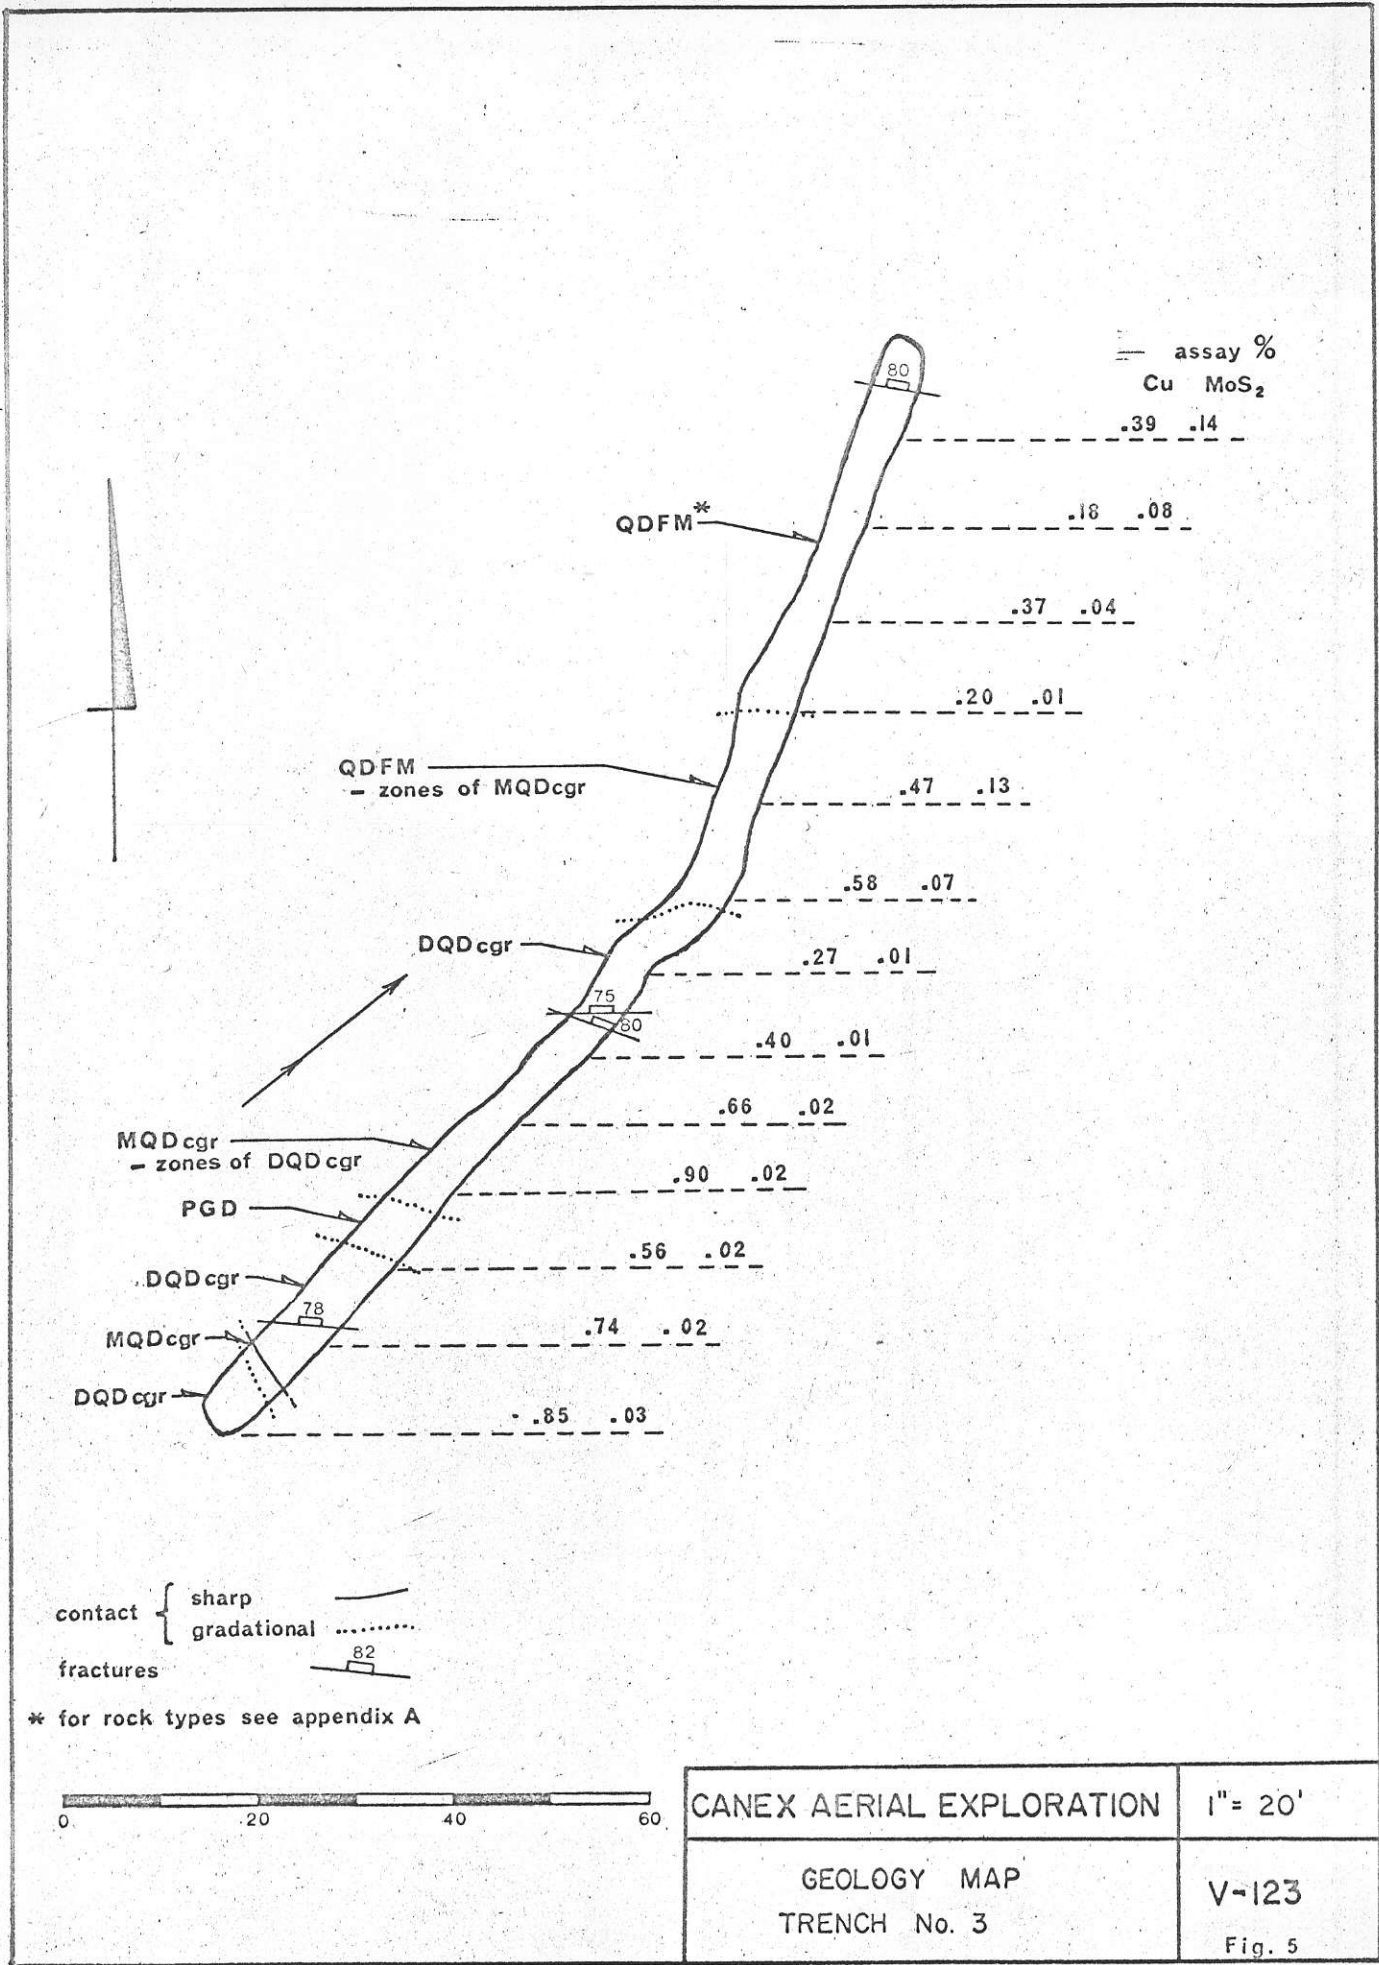 assay %
Cu MoS₂
80
.39 .14
QDFM*
.18 .08
.37 .04
.20 .01
QDFM
- zones of MQDcgr
.47 .13
.58 .07
DQDcgr
.27 .01
75
80
.40 .01
.66 .02
MQDcgr
- zones of DQDcgr
.90 .02
PGD
.56 .02
DQDcgr
78
.74 .02
MQDcgr
DQDcgr
.85 .03
contact { sharp
gradational
fractures 82
* for rock types see appendix A
0 20 40 60
CANEX AERIAL EXPLORATION
1"= 20'
GEOLOGY MAP
TRENCH No. 3
V-123
Fig. 5